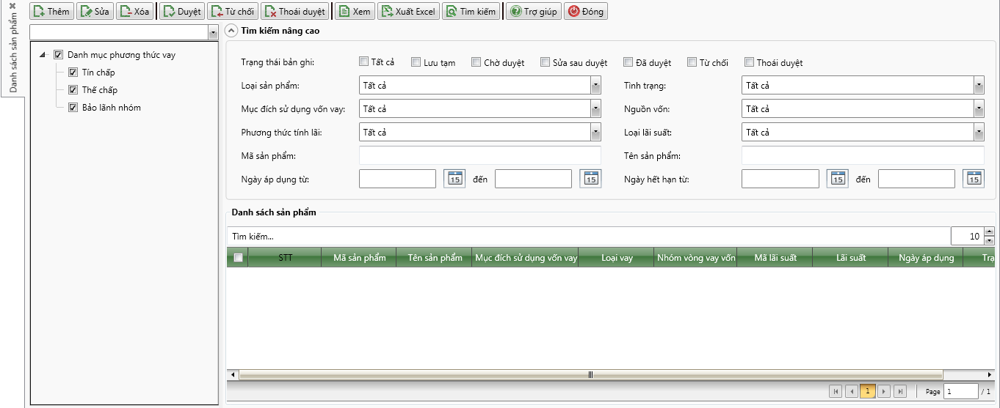 Danh sách sản phẩm
Thêm Sửa Xóa Duyệt Từ chối Thoái duyệt Xem Xuất Excel Tìm kiếm Trợ giúp Đóng
Danh mục phương thức vay
Tín chấp
Thế chấp
Bảo lãnh nhóm
Tìm kiếm nâng cao
Trạng thái bản ghi: Tất cả Lưu tạm Chờ duyệt Sửa sau duyệt Đã duyệt Từ chối Thoái duyệt
Loại sản phẩm: Tất cả Tình trạng: Tất cả
Mục đích sử dụng vốn vay: Tất cả Nguồn vốn: Tất cả
Phương thức tính lãi: Tất cả Loại lãi suất: Tất cả
Mã sản phẩm: Tên sản phẩm:
Ngày áp dụng từ: 15 đến 15 Ngày hết hạn từ: 15 đến 15
Danh sách sản phẩm
Tìm kiếm... 10
STT Mã sản phẩm Tên sản phẩm Mục đích sử dụng vốn vay Loại vay Nhóm vòng vay vốn Mã lãi suất Lãi suất Ngày áp dụng Trạ
1 Page 1 / 1